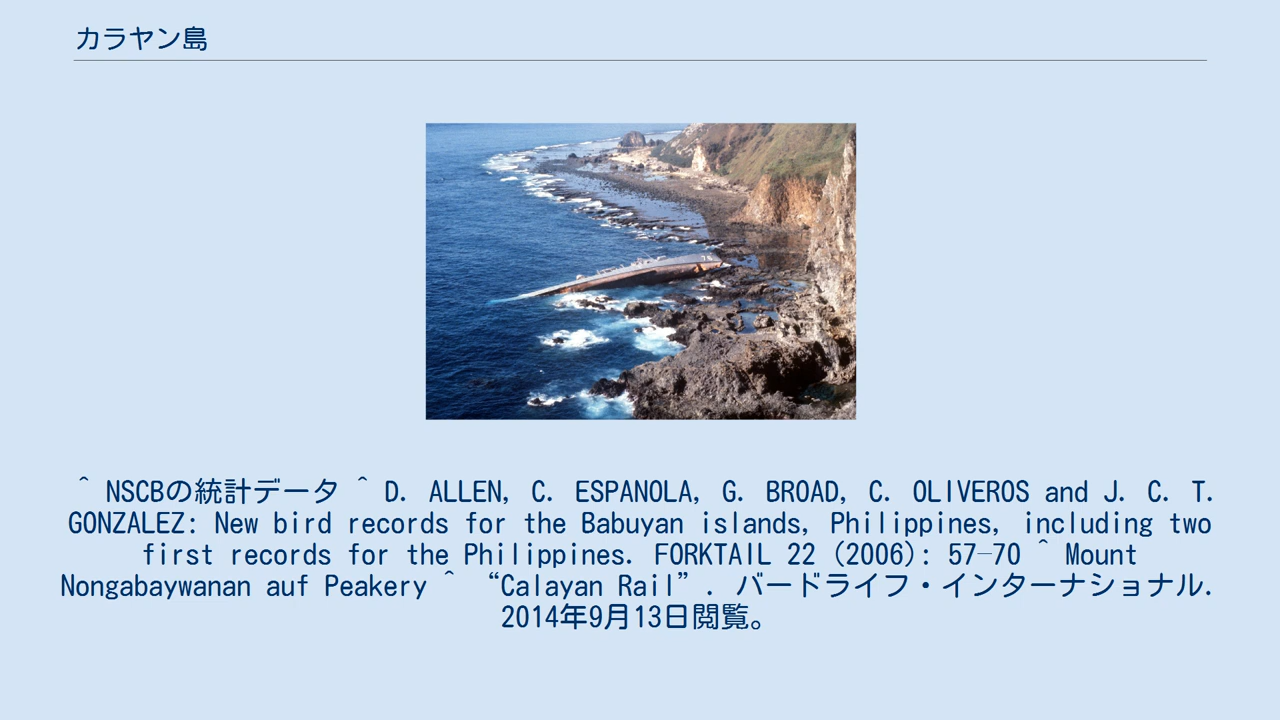 カラヤン島
^ NSCBの統計データ ^ D. ALLEN, C. ESPANOLA, G. BROAD, C. OLIVEROS and J. C. T.
GONZALEZ: New bird records for the Babuyan islands, Philippines, including two
first records for the Philippines. FORKTAIL 22 (2006): 57–70 ^ Mount
Nongabaywanan auf Peakery ^ “Calayan Rail”. バードライフ・インターナショナル.
2014年9月13日閲覧。